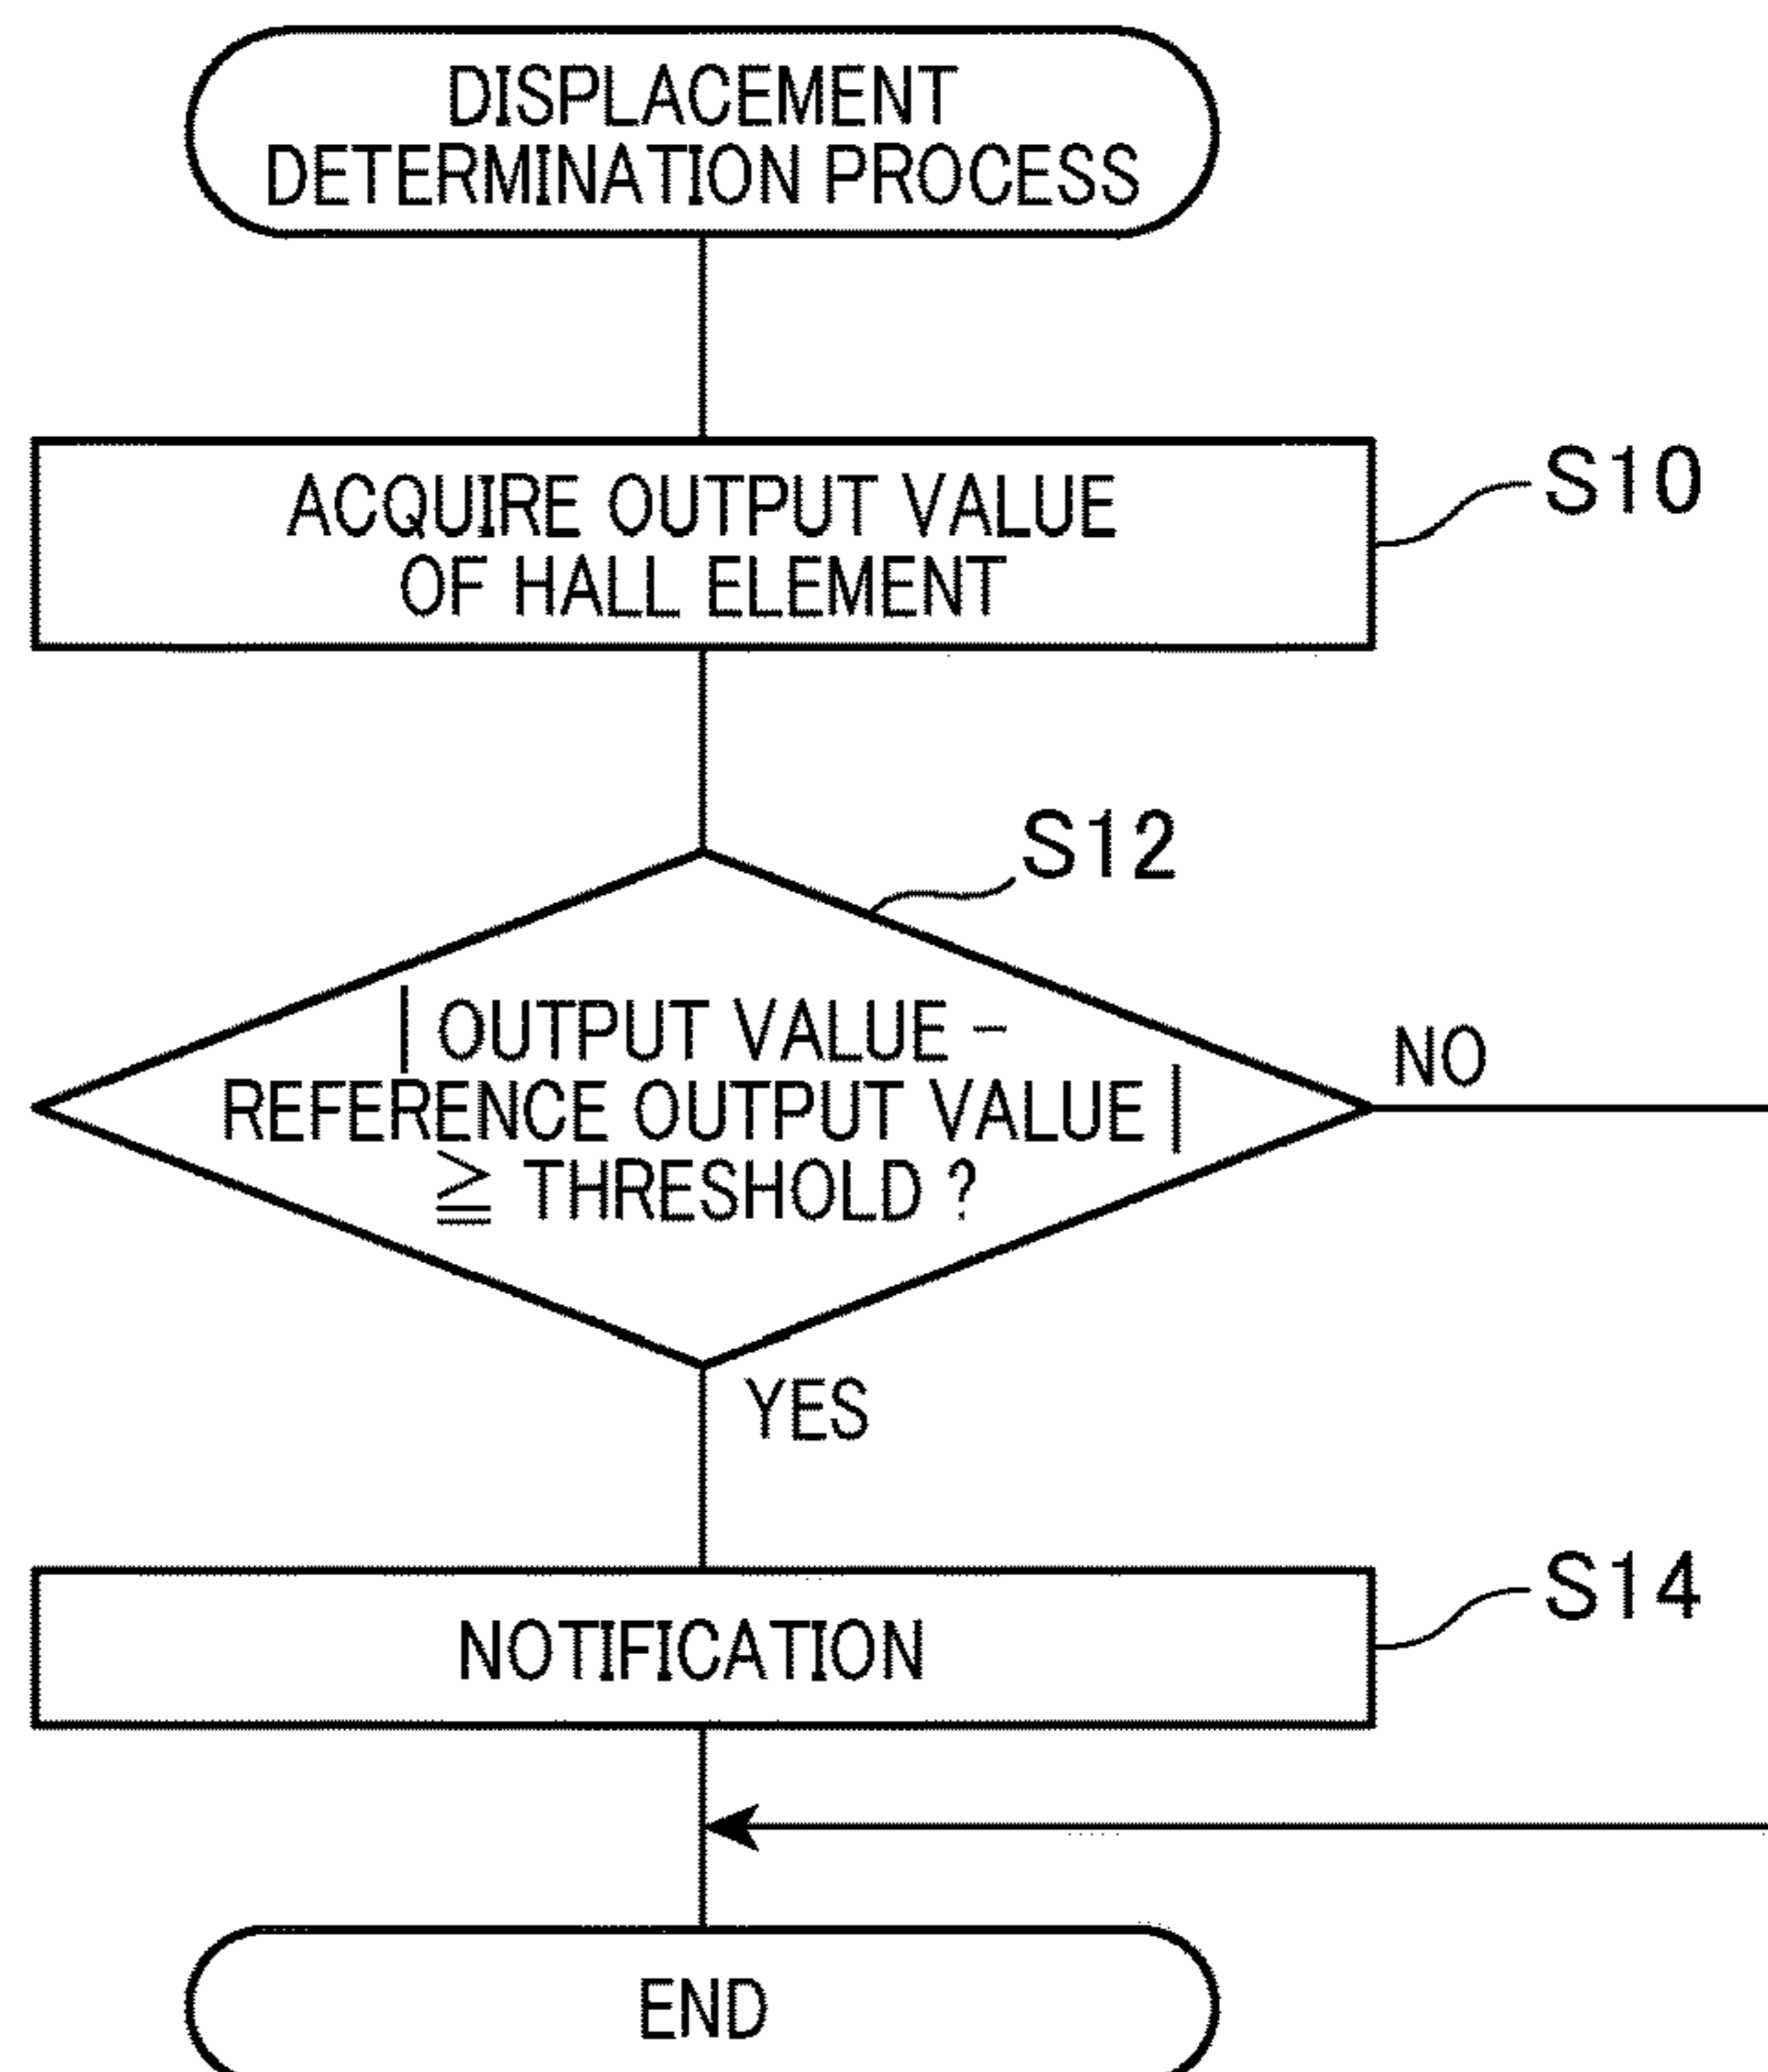 DISPLACEMENT
DETERMINATION PROCESS
ACQUIRE OUTPUT VALUE
OF HALL ELEMENT
S10
S12
| OUTPUT VALUE -
REFERENCE OUTPUT VALUE |
≧ THRESHOLD ?
NO
YES
NOTIFICATION
S14
END